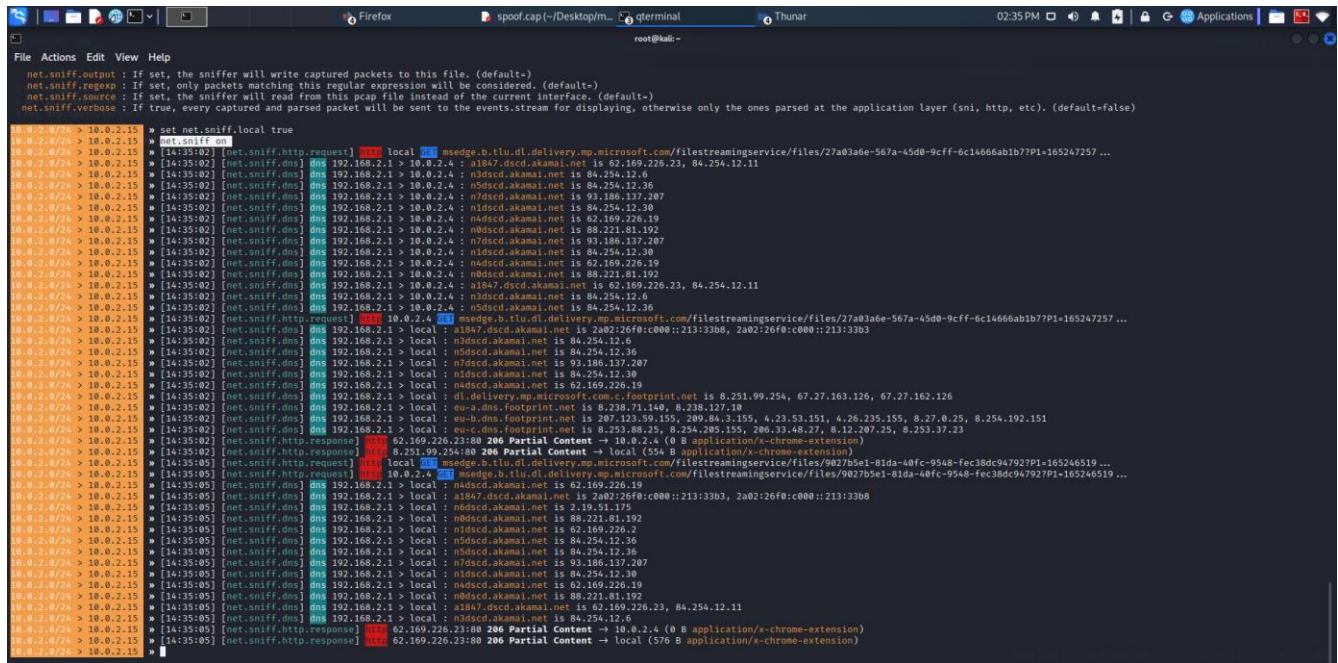 Firefox spoof.cap (~/Desktop/m... qterminal Thunar 02:35 PM Applications
root@kali: ~
File Actions Edit View Help
net.sniff.output : If set, the sniffer will write captured packets to this file. (default=)
net.sniff.regexp : If set, only packets matching this regular expression will be considered. (default=)
net.sniff.source : If set, the sniffer will read from this pcap file instead of the current interface. (default=)
net.sniff.verbose : If true, every captured and parsed packet will be sent to the events.stream for displaying, otherwise only the ones parsed at the application layer (sni, http, etc). (default=false)
10.0.2.0/24 > 10.0.2.15 » set net.sniff.local true
10.0.2.0/24 > 10.0.2.15 » net.sniff on
10.0.2.0/24 > 10.0.2.15 » [14:35:02] [net.sniff.http.request] http local GET msedge.b.tlu.dl.delivery.mp.microsoft.com/filestreamingservice/files/27a03a6e-567a-45d0-9cff-6c14666ab1b7?P1=165247257...
10.0.2.0/24 > 10.0.2.15 » [14:35:02] [net.sniff.dns] dns 192.168.2.1 > 10.0.2.4 : a1847.dscd.akamai.net is 62.169.226.23, 84.254.12.11
10.0.2.0/24 > 10.0.2.15 » [14:35:02] [net.sniff.dns] dns 192.168.2.1 > 10.0.2.4 : n3dscd.akamai.net is 84.254.12.6
10.0.2.0/24 > 10.0.2.15 » [14:35:02] [net.sniff.dns] dns 192.168.2.1 > 10.0.2.4 : n5dscd.akamai.net is 84.254.12.36
10.0.2.0/24 > 10.0.2.15 » [14:35:02] [net.sniff.dns] dns 192.168.2.1 > 10.0.2.4 : n7dscd.akamai.net is 93.186.137.207
10.0.2.0/24 > 10.0.2.15 » [14:35:02] [net.sniff.dns] dns 192.168.2.1 > 10.0.2.4 : n1dscd.akamai.net is 84.254.12.30
10.0.2.0/24 > 10.0.2.15 » [14:35:02] [net.sniff.dns] dns 192.168.2.1 > 10.0.2.4 : n4dscd.akamai.net is 62.169.226.19
10.0.2.0/24 > 10.0.2.15 » [14:35:02] [net.sniff.dns] dns 192.168.2.1 > 10.0.2.4 : n0dscd.akamai.net is 88.221.81.192
10.0.2.0/24 > 10.0.2.15 » [14:35:02] [net.sniff.dns] dns 192.168.2.1 > 10.0.2.4 : n7dscd.akamai.net is 93.186.137.207
10.0.2.0/24 > 10.0.2.15 » [14:35:02] [net.sniff.dns] dns 192.168.2.1 > 10.0.2.4 : n1dscd.akamai.net is 84.254.12.30
10.0.2.0/24 > 10.0.2.15 » [14:35:02] [net.sniff.dns] dns 192.168.2.1 > 10.0.2.4 : n4dscd.akamai.net is 62.169.226.19
10.0.2.0/24 > 10.0.2.15 » [14:35:02] [net.sniff.dns] dns 192.168.2.1 > 10.0.2.4 : n0dscd.akamai.net is 88.221.81.192
10.0.2.0/24 > 10.0.2.15 » [14:35:02] [net.sniff.dns] dns 192.168.2.1 > 10.0.2.4 : a1847.dscd.akamai.net is 62.169.226.23, 84.254.12.11
10.0.2.0/24 > 10.0.2.15 » [14:35:02] [net.sniff.dns] dns 192.168.2.1 > 10.0.2.4 : n3dscd.akamai.net is 84.254.12.6
10.0.2.0/24 > 10.0.2.15 » [14:35:02] [net.sniff.dns] dns 192.168.2.1 > 10.0.2.4 : n5dscd.akamai.net is 84.254.12.36
10.0.2.0/24 > 10.0.2.15 » [14:35:02] [net.sniff.http.request] http 10.0.2.4 GET msedge.b.tlu.dl.delivery.mp.microsoft.com/filestreamingservice/files/27a03a6e-567a-45d0-9cff-6c14666ab1b7?P1=165247257...
10.0.2.0/24 > 10.0.2.15 » [14:35:02] [net.sniff.dns] dns 192.168.2.1 > local : a1847.dscd.akamai.net is 2a02:26f0:c000::213:33b8, 2a02:26f0:c000::213:33b3
10.0.2.0/24 > 10.0.2.15 » [14:35:02] [net.sniff.dns] dns 192.168.2.1 > local : n3dscd.akamai.net is 84.254.12.6
10.0.2.0/24 > 10.0.2.15 » [14:35:02] [net.sniff.dns] dns 192.168.2.1 > local : n5dscd.akamai.net is 84.254.12.36
10.0.2.0/24 > 10.0.2.15 » [14:35:02] [net.sniff.dns] dns 192.168.2.1 > local : n7dscd.akamai.net is 93.186.137.207
10.0.2.0/24 > 10.0.2.15 » [14:35:02] [net.sniff.dns] dns 192.168.2.1 > local : n1dscd.akamai.net is 84.254.12.30
10.0.2.0/24 > 10.0.2.15 » [14:35:02] [net.sniff.dns] dns 192.168.2.1 > local : n4dscd.akamai.net is 62.169.226.19
10.0.2.0/24 > 10.0.2.15 » [14:35:02] [net.sniff.dns] dns 192.168.2.1 > local : dl.delivery.mp.microsoft.com.c.footprint.net is 8.251.99.254, 67.27.163.126, 67.27.162.126
10.0.2.0/24 > 10.0.2.15 » [14:35:02] [net.sniff.dns] dns 192.168.2.1 > local : eu-a.dns.footprint.net is 8.238.71.140, 8.238.127.10
10.0.2.0/24 > 10.0.2.15 » [14:35:02] [net.sniff.dns] dns 192.168.2.1 > local : eu-b.dns.footprint.net is 207.123.59.155, 209.84.3.155, 4.23.53.151, 4.26.235.155, 8.27.0.25, 8.254.192.151
10.0.2.0/24 > 10.0.2.15 » [14:35:02] [net.sniff.dns] dns 192.168.2.1 > local : eu-c.dns.footprint.net is 8.253.88.25, 8.254.205.155, 206.33.48.27, 8.12.207.25, 8.253.37.23
10.0.2.0/24 > 10.0.2.15 » [14:35:02] [net.sniff.http.response] http 62.169.226.23:80 206 Partial Content → 10.0.2.4 (0 B application/x-chrome-extension)
10.0.2.0/24 > 10.0.2.15 » [14:35:02] [net.sniff.http.response] http 8.251.99.254:80 206 Partial Content → local (554 B application/x-chrome-extension)
10.0.2.0/24 > 10.0.2.15 » [14:35:05] [net.sniff.http.request] http local GET msedge.b.tlu.dl.delivery.mp.microsoft.com/filestreamingservice/files/9027b5e1-81da-40fc-9548-fec38dc94792?P1=165246519...
10.0.2.0/24 > 10.0.2.15 » [14:35:05] [net.sniff.http.request] http 10.0.2.4 GET msedge.b.tlu.dl.delivery.mp.microsoft.com/filestreamingservice/files/9027b5e1-81da-40fc-9548-fec38dc94792?P1=165246519...
10.0.2.0/24 > 10.0.2.15 » [14:35:05] [net.sniff.dns] dns 192.168.2.1 > local : n4dscd.akamai.net is 62.169.226.19
10.0.2.0/24 > 10.0.2.15 » [14:35:05] [net.sniff.dns] dns 192.168.2.1 > local : a1847.dscd.akamai.net is 2a02:26f0:c000::213:33b3, 2a02:26f0:c000::213:33b8
10.0.2.0/24 > 10.0.2.15 » [14:35:05] [net.sniff.dns] dns 192.168.2.1 > local : n6dscd.akamai.net is 2.19.51.175
10.0.2.0/24 > 10.0.2.15 » [14:35:05] [net.sniff.dns] dns 192.168.2.1 > local : n0dscd.akamai.net is 88.221.81.192
10.0.2.0/24 > 10.0.2.15 » [14:35:05] [net.sniff.dns] dns 192.168.2.1 > local : n1dscd.akamai.net is 62.169.226.2
10.0.2.0/24 > 10.0.2.15 » [14:35:05] [net.sniff.dns] dns 192.168.2.1 > local : n5dscd.akamai.net is 84.254.12.36
10.0.2.0/24 > 10.0.2.15 » [14:35:05] [net.sniff.dns] dns 192.168.2.1 > local : n5dscd.akamai.net is 84.254.12.36
10.0.2.0/24 > 10.0.2.15 » [14:35:05] [net.sniff.dns] dns 192.168.2.1 > local : n7dscd.akamai.net is 93.186.137.207
10.0.2.0/24 > 10.0.2.15 » [14:35:05] [net.sniff.dns] dns 192.168.2.1 > local : n1dscd.akamai.net is 84.254.12.30
10.0.2.0/24 > 10.0.2.15 » [14:35:05] [net.sniff.dns] dns 192.168.2.1 > local : n4dscd.akamai.net is 62.169.226.19
10.0.2.0/24 > 10.0.2.15 » [14:35:05] [net.sniff.dns] dns 192.168.2.1 > local : n0dscd.akamai.net is 88.221.81.192
10.0.2.0/24 > 10.0.2.15 » [14:35:05] [net.sniff.dns] dns 192.168.2.1 > local : a1847.dscd.akamai.net is 62.169.226.23, 84.254.12.11
10.0.2.0/24 > 10.0.2.15 » [14:35:05] [net.sniff.dns] dns 192.168.2.1 > local : n3dscd.akamai.net is 84.254.12.6
10.0.2.0/24 > 10.0.2.15 » [14:35:05] [net.sniff.http.response] http 62.169.226.23:80 206 Partial Content → 10.0.2.4 (0 B application/x-chrome-extension)
10.0.2.0/24 > 10.0.2.15 » [14:35:05] [net.sniff.http.response] http 62.169.226.23:80 206 Partial Content → local (576 B application/x-chrome-extension)
10.0.2.0/24 > 10.0.2.15 »